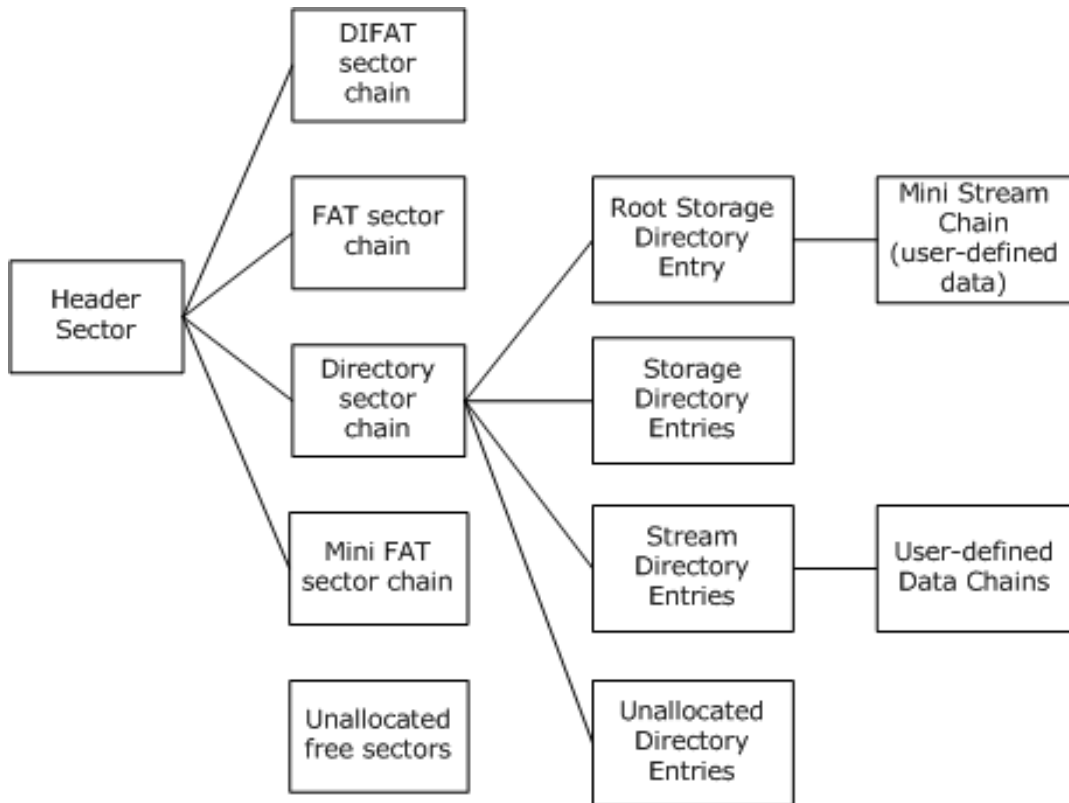 DIFAT
sector
chain
FAT sector
chain
Root Storage
Directory
Entry
Mini Stream
Chain
(user-defined
data)
Header
Sector
Directory
sector
chain
Storage
Directory
Entries
Mini FAT
sector chain
Stream
Directory
Entries
User-defined
Data Chains
Unallocated
free sectors
Unallocated
Directory
Entries